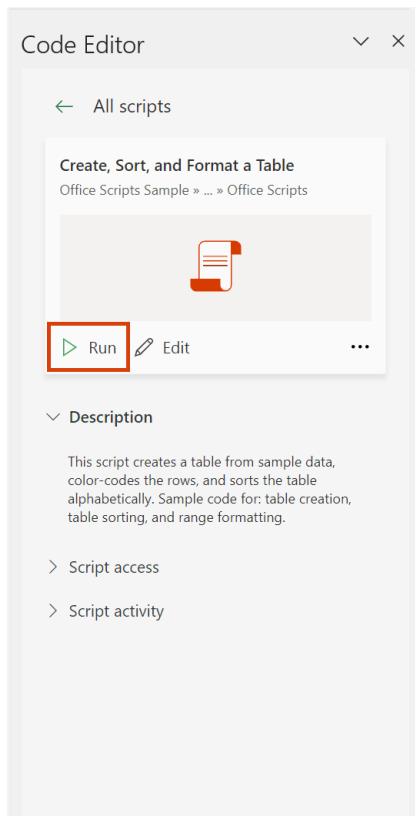 Code Editor
All scripts
Create, Sort, and Format a Table
Office Scripts Sample » ... » Office Scripts
Run
Edit
Description
This script creates a table from sample data,
color-codes the rows, and sorts the table
alphabetically. Sample code for: table creation,
table sorting, and range formatting.
Script access
Script activity